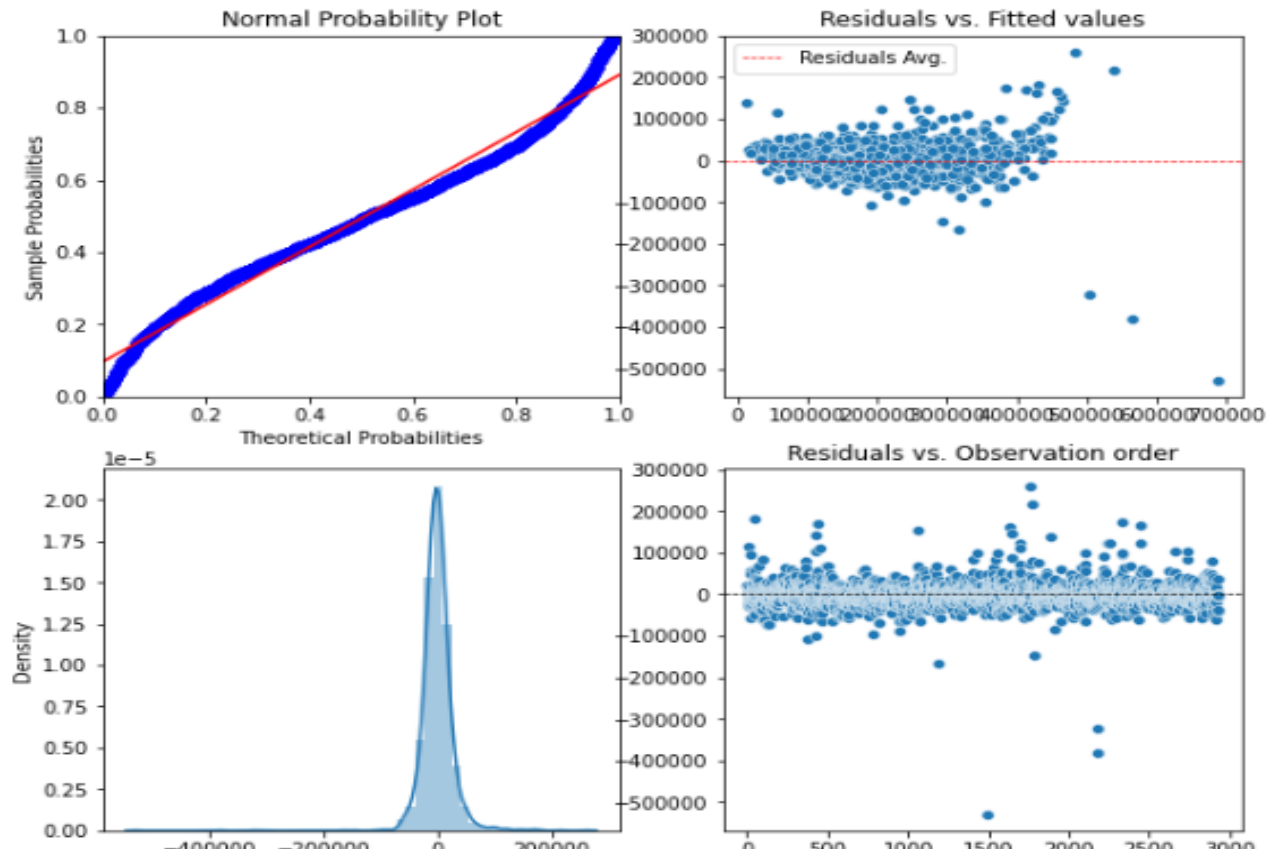 Normal Probability Plot
1.0
0.8
0.6
0.4
0.2
0.0
Sample Probabilities
0.0 0.2 0.4 0.6 0.8 1.0
Theoretical Probabilities
Residuals vs. Fitted values
300000
200000
100000
0
−100000
−200000
−300000
−400000
−500000
Residuals Avg.
0 100000 200000 300000 400000 500000 600000 700000
1e−5
2.00
1.75
1.50
1.25
1.00
0.75
0.50
0.25
0.00
Density
−400000 −200000 0 200000
Residuals vs. Observation order
300000
200000
100000
0
−100000
−200000
−300000
−400000
−500000
0 500 1000 1500 2000 2500 3000